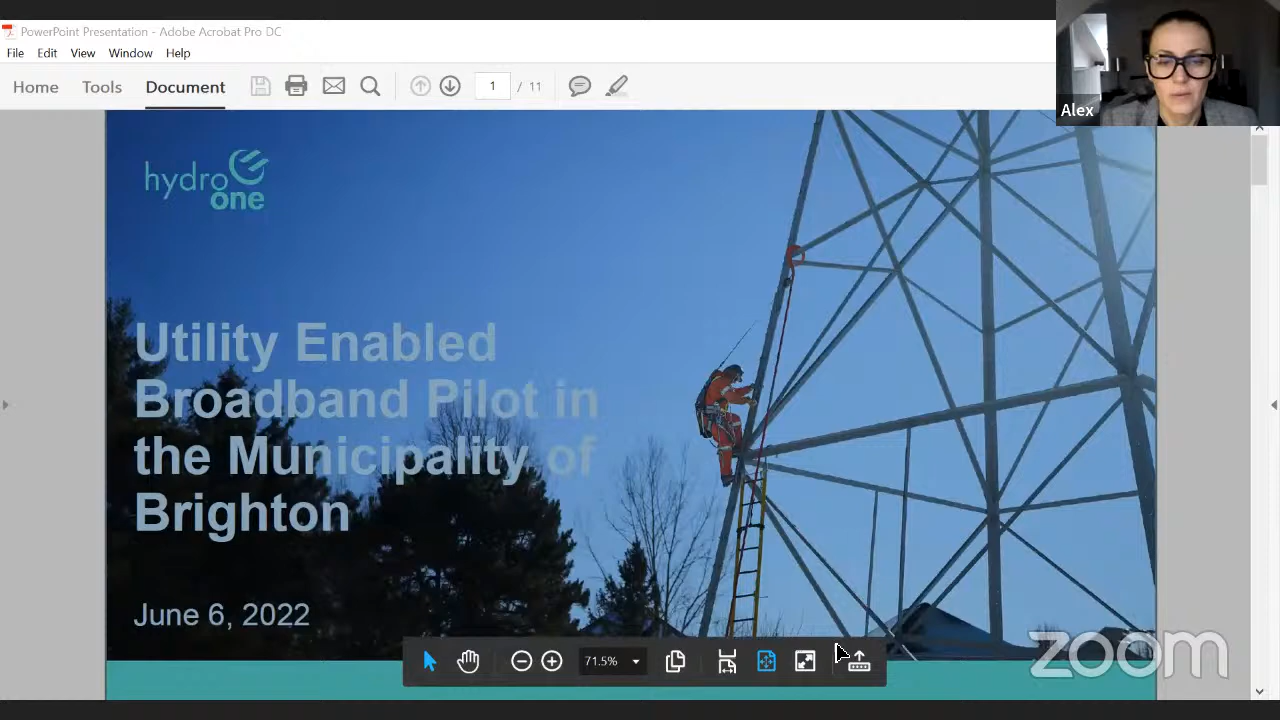 PowerPoint Presentation - Adobe Acrobat Pro DC
File Edit View Window Help
Home Tools Document 1 / 11
Alex
hydro
one
Utility Enabled
Broadband Pilot in
the Municipality of
Brighton
June 6, 2022
71.5%
zoom